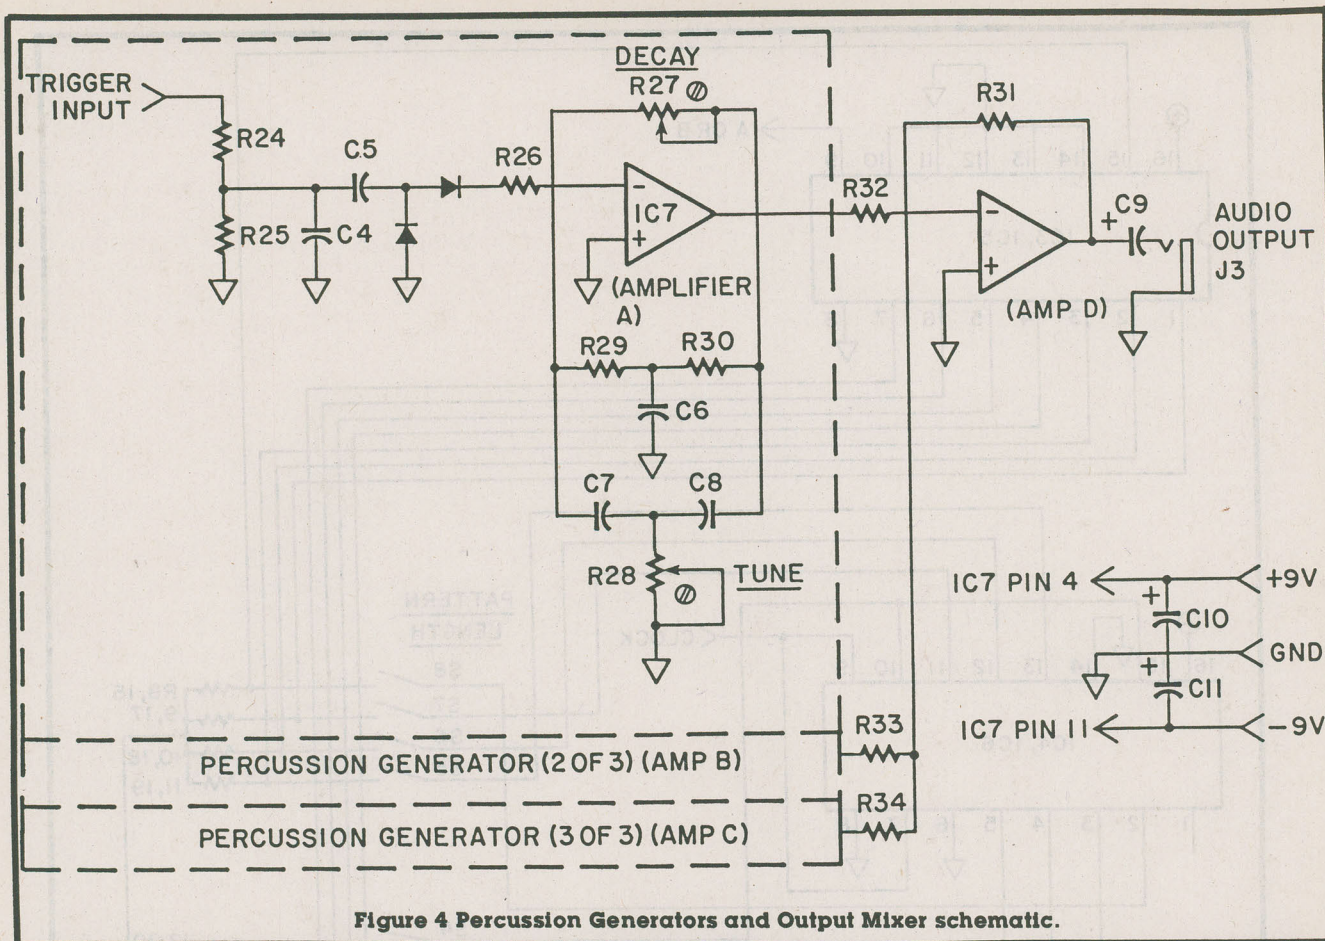 DECAY
R27
TRIGGER
INPUT
R24
C5
R26
R25
C4
-
IC7
+
(AMPLIFIER
A)
R29
R30
C6
C7
C8
R28
TUNE
R31
R32
-
+
(AMP D)
+
C9
AUDIO
OUTPUT
J3
IC7 PIN 4
+
+9V
C10
GND
+
C11
IC7 PIN 11
-9V
R33
PERCUSSION GENERATOR (2 OF 3) (AMP B)
R34
PERCUSSION GENERATOR (3 OF 3) (AMP C)
Figure 4 Percussion Generators and Output Mixer schematic.